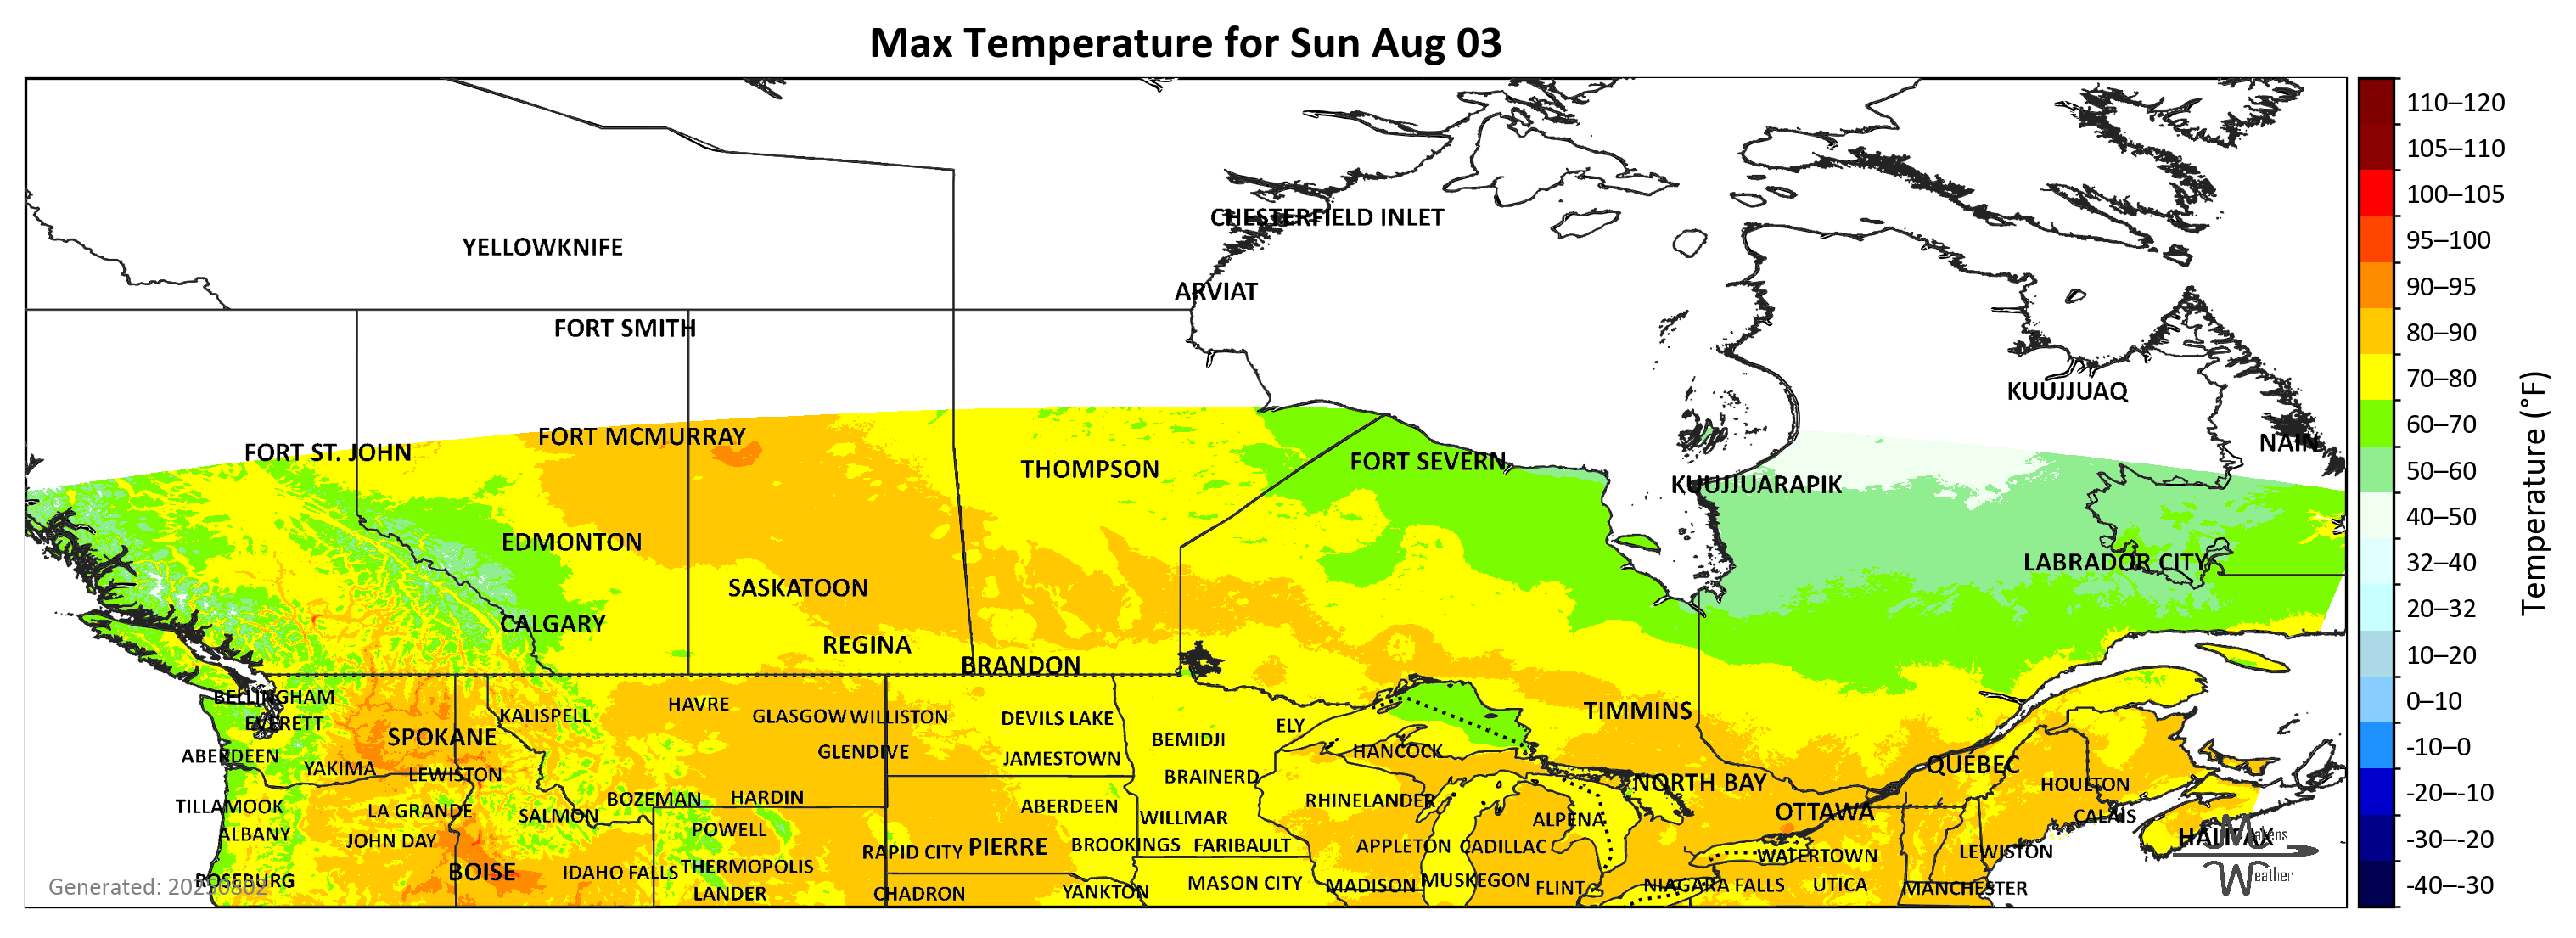 Max Temperature for Sun Aug 03
CHESTERFIELD INLET
YELLOWKNIFE
ARVIAT
FORT SMITH
KUUJJUAQ
FORT MCMURRAY
NAIN
FORT ST. JOHN
FORT SEVERN
THOMPSON
KUUJJUARAPIK
EDMONTON
LABRADOR CITY
SASKATOON
CALGARY
REGINA
BRANDON
BELLINGHAM
HAVRE
TIMMINS
KALISPELL
GLASGOW WILLISTON
DEVILS LAKE
EVERETT
ELY
SPOKANE
BEMIDJI
ABERDEEN
GLENDIVE
HANCOCK
JAMESTOWN
QUÉBEC
YAKIMA
LEWISTON
BRAINERD
NORTH BAY
HOULTON
BOZEMAN
HARDIN
RHINELANDER
TILLAMOOK
ABERDEEN
LA GRANDE
OTTAWA
SALMON
WILLMAR
CALAIS
ALPENA
POWELL
ALBANY
HALIFAX
JOHN DAY
PIERRE
BROOKINGS
FARIBAULT
APPLETON
CADILLAC
RAPID CITY
LEWISTON
WATERTOWN
THERMOPOLIS
BOISE
IDAHO FALLS
ROSEBURG
MUSKEGON
MASON CITY
MADISON
NIAGARA FALLS
UTICA
FLINT
MANCHESTER
YANKTON
LANDER
CHADRON
Generated: 20250802
Makens
Weather
110–120
105–110
100–105
95–100
90–95
80–90
70–80
60–70
50–60
40–50
32–40
20–32
10–20
0–10
-10–0
-20–-10
-30–-20
-40–-30
Temperature (°F)